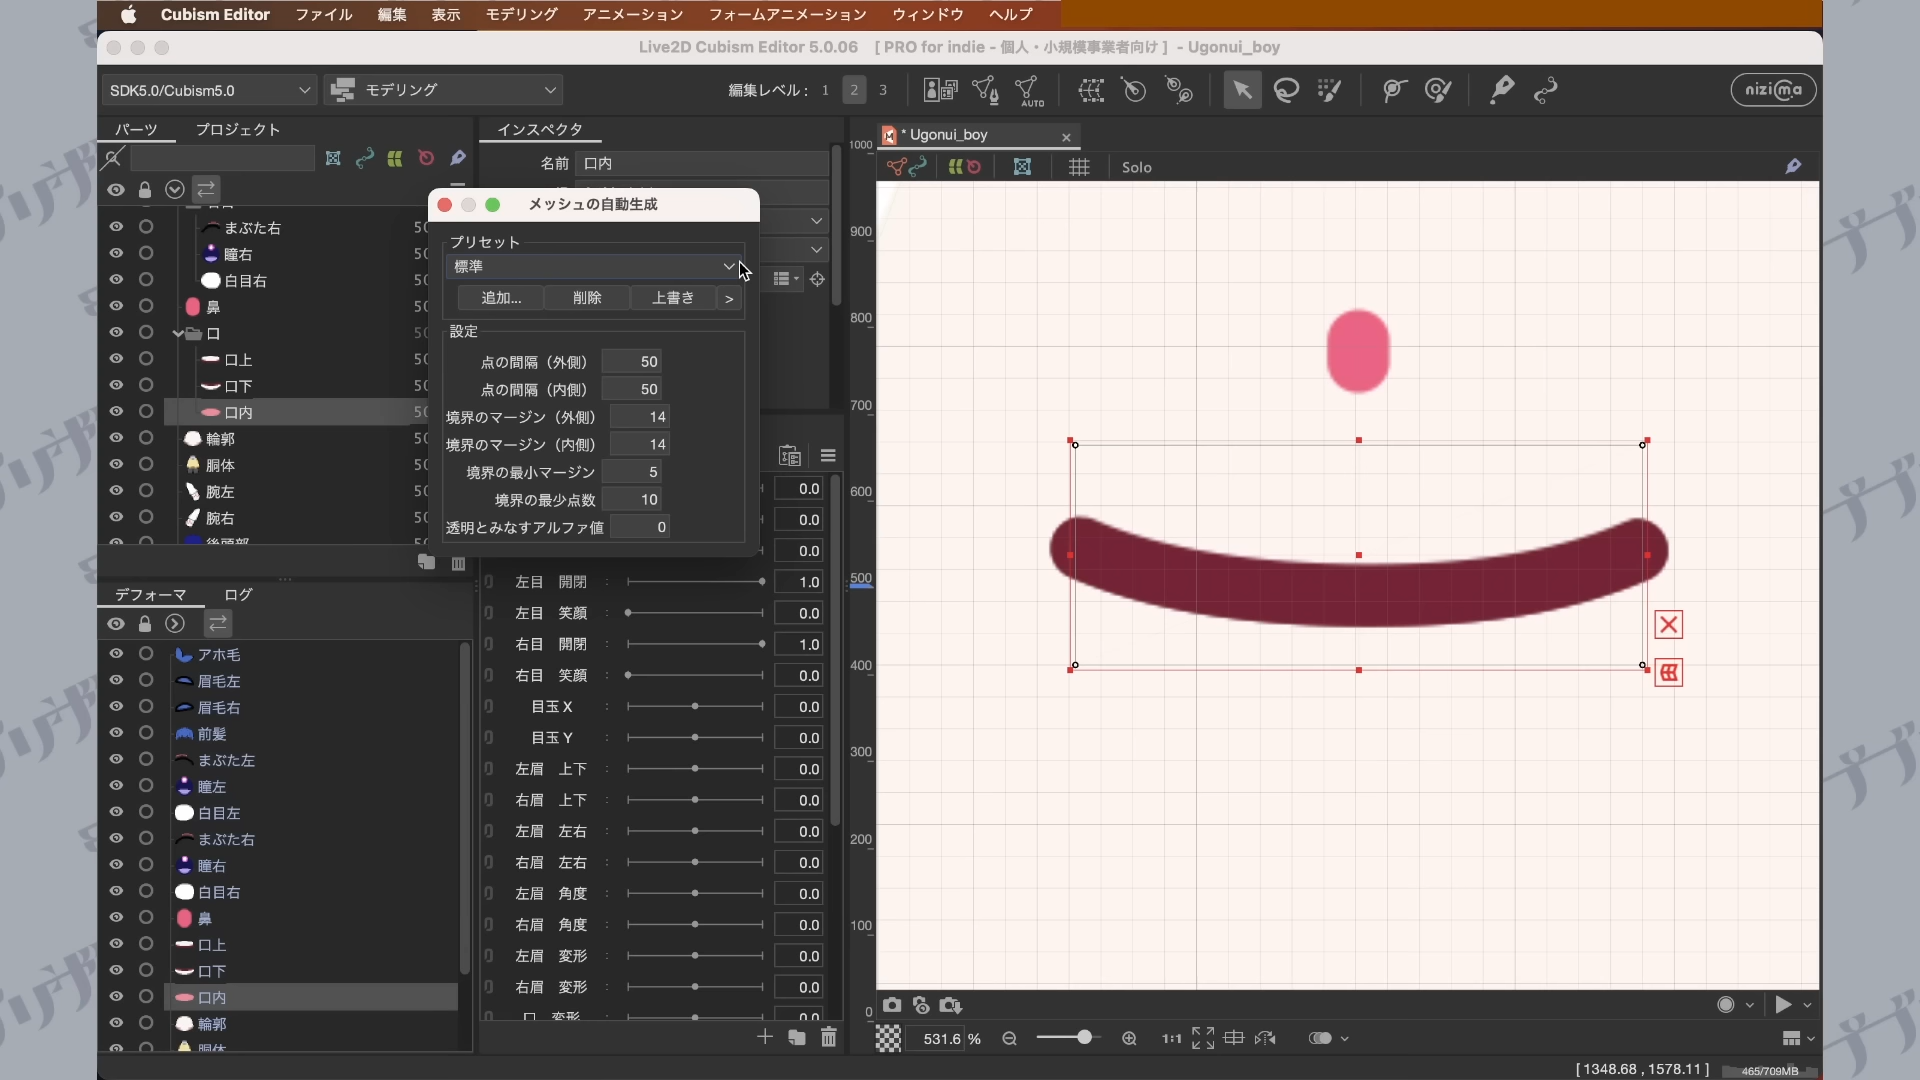 Cubism Editor ファイル 編集 表示 モデリング アニメーション フォームアニメーション ウィンドウ ヘルプ
Live2D Cubism Editor 5.0.06 [ PRO for indie - 個人・小規模事業者向け ] - Ugonui_boy
SDK5.0/Cubism5.0 モデリング 編集レベル： 1 2 3 AUTO nizima
パーツ プロジェクト
まぶた右
瞳右
白目右
鼻
口
口上
口下
口内
輪郭
胴体
腕左
腕右
後頭部
デフォーマ ログ
アホ毛
眉毛左
眉毛右
前髪
まぶた左
瞳左
白目左
まぶた右
瞳右
白目右
鼻
口上
口下
口内
輪郭
胴体
インスペクタ
名前 口内
メッシュの自動生成
プリセット
標準
追加... 削除 上書き >
設定
点の間隔（外側） 50
点の間隔（内側） 50
境界のマージン（外側） 14
境界のマージン（内側） 14
境界の最小マージン 5
境界の最少点数 10
透明とみなすアルファ値 0
0.0
0.0
0.0
左目 開閉 : 1.0
左目 笑顔 : 0.0
右目 開閉 : 1.0
右目 笑顔 : 0.0
目玉 X : 0.0
目玉 Y : 0.0
左眉 上下 : 0.0
右眉 上下 : 0.0
左眉 左右 : 0.0
右眉 左右 : 0.0
左眉 角度 : 0.0
右眉 角度 : 0.0
左眉 変形 : 0.0
右眉 変形 : 0.0
口 変形 0.0
* Ugonui_boy
Solo
1000
900
800
700
600
500
400
300
200
100
0
531.6 % 1:1
[ 1348.68 , 1578.11 ] 465/709MB